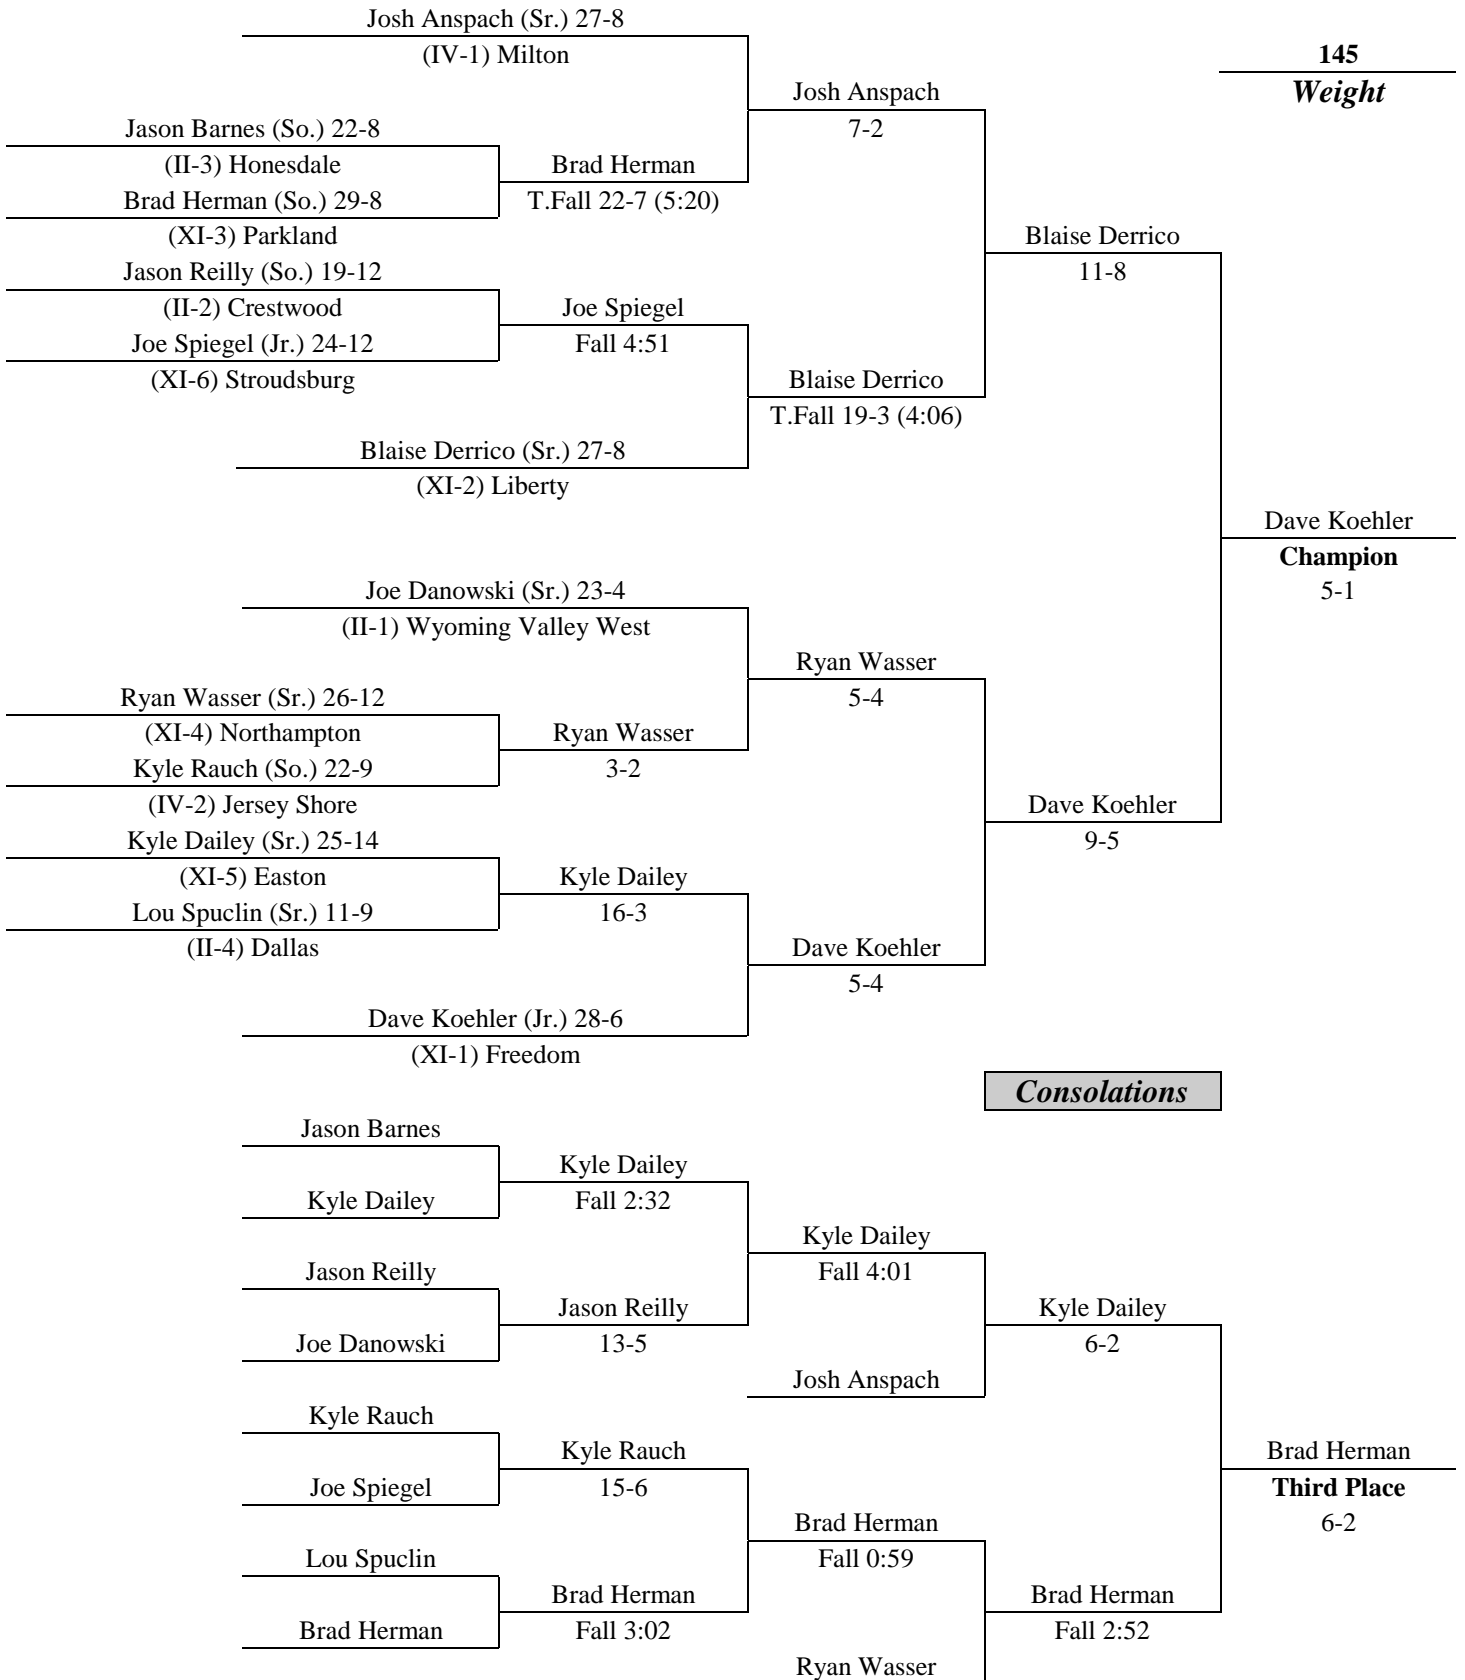 Josh Anspach (Sr.) 27-8
(IV-1) Milton
145
Weight
Josh Anspach
7-2
Jason Barnes (So.) 22-8
(II-3) Honesdale
Brad Herman
Brad Herman (So.) 29-8
T.Fall 22-7 (5:20)
(XI-3) Parkland
Blaise Derrico
11-8
Jason Reilly (So.) 19-12
(II-2) Crestwood
Joe Spiegel
Joe Spiegel (Jr.) 24-12
Fall 4:51
(XI-6) Stroudsburg
Blaise Derrico
T.Fall 19-3 (4:06)
Blaise Derrico (Sr.) 27-8
(XI-2) Liberty
Dave Koehler
Champion
5-1
Joe Danowski (Sr.) 23-4
(II-1) Wyoming Valley West
Ryan Wasser
5-4
Ryan Wasser (Sr.) 26-12
(XI-4) Northampton
Ryan Wasser
Kyle Rauch (So.) 22-9
3-2
(IV-2) Jersey Shore
Dave Koehler
9-5
Kyle Dailey (Sr.) 25-14
(XI-5) Easton
Kyle Dailey
Lou Spuclin (Sr.) 11-9
16-3
(II-4) Dallas
Dave Koehler
5-4
Dave Koehler (Jr.) 28-6
(XI-1) Freedom
Consolations
Jason Barnes
Kyle Dailey
Kyle Dailey
Fall 2:32
Kyle Dailey
Fall 4:01
Jason Reilly
Jason Reilly
Kyle Dailey
Joe Danowski
13-5
6-2
Josh Anspach
Kyle Rauch
Kyle Rauch
Brad Herman
Joe Spiegel
15-6
Third Place
6-2
Brad Herman
Fall 0:59
Lou Spuclin
Brad Herman
Brad Herman
Brad Herman
Fall 3:02
Fall 2:52
Ryan Wasser